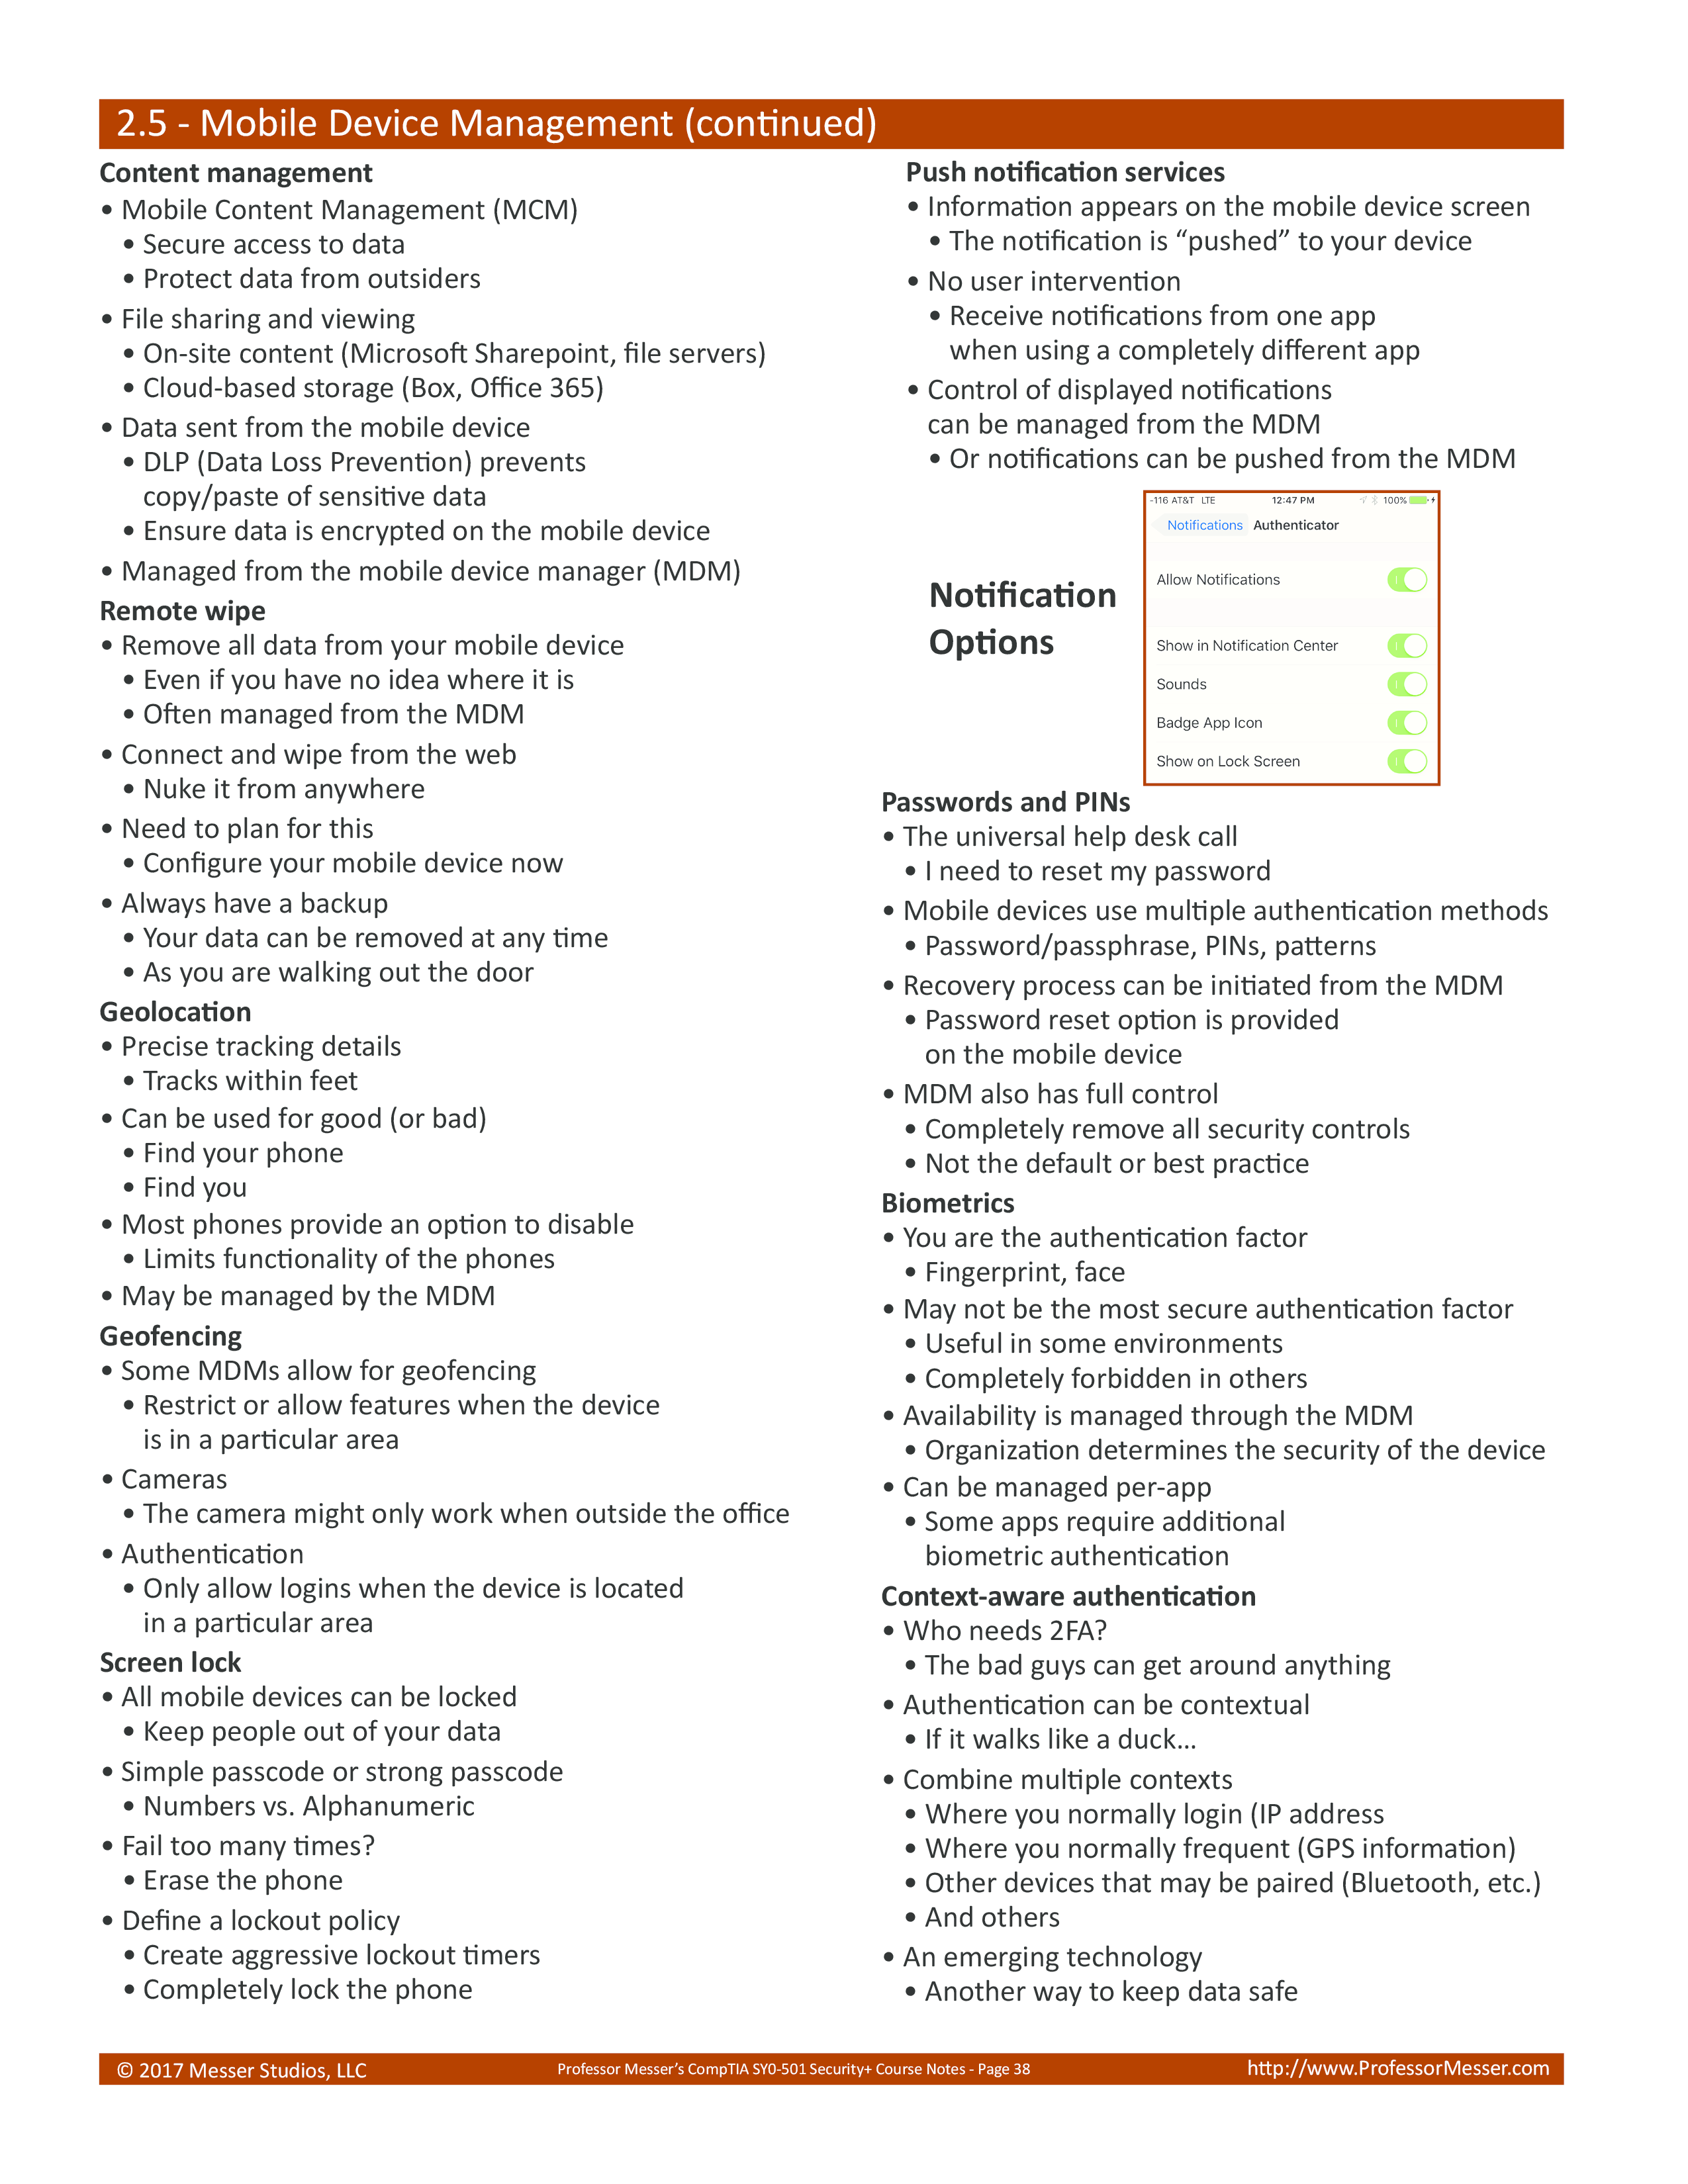 2.5 - Mobile Device Management (continued)
Content management
• Mobile Content Management (MCM)
• Secure access to data
• Protect data from outsiders
• File sharing and viewing
• On-site content (Microsoft Sharepoint, file servers)
• Cloud-based storage (Box, Office 365)
• Data sent from the mobile device
• DLP (Data Loss Prevention) prevents
copy/paste of sensitive data
• Ensure data is encrypted on the mobile device
• Managed from the mobile device manager (MDM)
Remote wipe
• Remove all data from your mobile device
• Even if you have no idea where it is
• Often managed from the MDM
• Connect and wipe from the web
• Nuke it from anywhere
• Need to plan for this
• Configure your mobile device now
• Always have a backup
• Your data can be removed at any time
• As you are walking out the door
Geolocation
• Precise tracking details
• Tracks within feet
• Can be used for good (or bad)
• Find your phone
• Find you
• Most phones provide an option to disable
• Limits functionality of the phones
• May be managed by the MDM
Geofencing
• Some MDMs allow for geofencing
• Restrict or allow features when the device
is in a particular area
• Cameras
• The camera might only work when outside the office
• Authentication
• Only allow logins when the device is located
in a particular area
Screen lock
• All mobile devices can be locked
• Keep people out of your data
• Simple passcode or strong passcode
• Numbers vs. Alphanumeric
• Fail too many times?
• Erase the phone
• Define a lockout policy
• Create aggressive lockout timers
• Completely lock the phone
Push notification services
• Information appears on the mobile device screen
• The notification is “pushed” to your device
• No user intervention
• Receive notifications from one app
when using a completely different app
• Control of displayed notifications
can be managed from the MDM
• Or notifications can be pushed from the MDM
Notification
Options
-116 AT&T LTE 12:47 PM 100%
Notifications Authenticator
Allow Notifications
Show in Notification Center
Sounds
Badge App Icon
Show on Lock Screen
Passwords and PINs
• The universal help desk call
• I need to reset my password
• Mobile devices use multiple authentication methods
• Password/passphrase, PINs, patterns
• Recovery process can be initiated from the MDM
• Password reset option is provided
on the mobile device
• MDM also has full control
• Completely remove all security controls
• Not the default or best practice
Biometrics
• You are the authentication factor
• Fingerprint, face
• May not be the most secure authentication factor
• Useful in some environments
• Completely forbidden in others
• Availability is managed through the MDM
• Organization determines the security of the device
• Can be managed per-app
• Some apps require additional
biometric authentication
Context-aware authentication
• Who needs 2FA?
• The bad guys can get around anything
• Authentication can be contextual
• If it walks like a duck…
• Combine multiple contexts
• Where you normally login (IP address
• Where you normally frequent (GPS information)
• Other devices that may be paired (Bluetooth, etc.)
• And others
• An emerging technology
• Another way to keep data safe
© 2017 Messer Studios, LLC
Professor Messer’s CompTIA SY0-501 Security+ Course Notes - Page 38
http://www.ProfessorMesser.com